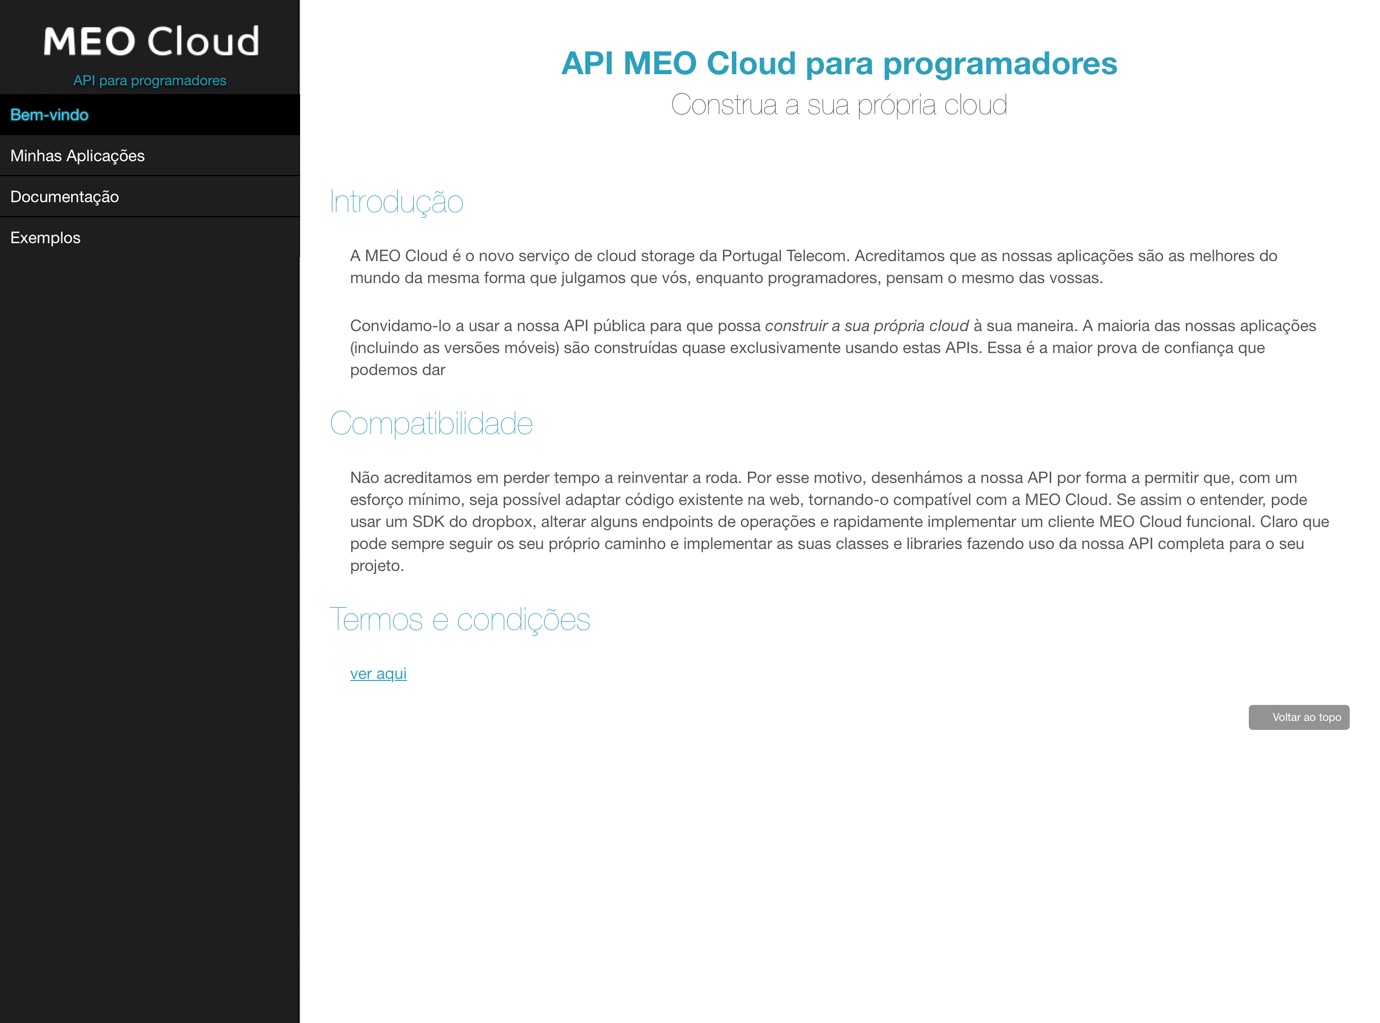 MEO Cloud
API para programadores
Bem-vindo
Minhas Aplicações
Documentação
Exemplos
API MEO Cloud para programadores
Construa a sua própria cloud
Introdução
A MEO Cloud é o novo serviço de cloud storage da Portugal Telecom. Acreditamos que as nossas aplicações são as melhores do
mundo da mesma forma que julgamos que vós, enquanto programadores, pensam o mesmo das vossas.
Convidamo-lo a usar a nossa API pública para que possa construir a sua própria cloud à sua maneira. A maioria das nossas aplicações
(incluindo as versões móveis) são construídas quase exclusivamente usando estas APIs. Essa é a maior prova de confiança que
podemos dar
Compatibilidade
Não acreditamos em perder tempo a reinventar a roda. Por esse motivo, desenhámos a nossa API por forma a permitir que, com um
esforço mínimo, seja possível adaptar código existente na web, tornando-o compatível com a MEO Cloud. Se assim o entender, pode
usar um SDK do dropbox, alterar alguns endpoints de operações e rapidamente implementar um cliente MEO Cloud funcional. Claro que
pode sempre seguir os seu próprio caminho e implementar as suas classes e libraries fazendo uso da nossa API completa para o seu
projeto.
Termos e condições
ver aqui
Voltar ao topo